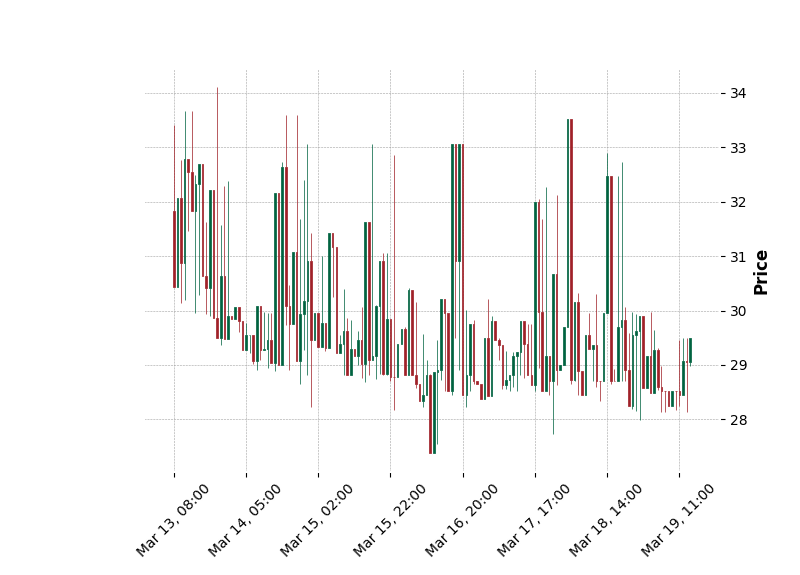 34
33
32
31
30
29
28
Price
Mar 13, 08:00
Mar 14, 05:00
Mar 15, 02:00
Mar 15, 22:00
Mar 16, 20:00
Mar 17, 17:00
Mar 18, 14:00
Mar 19, 11:00